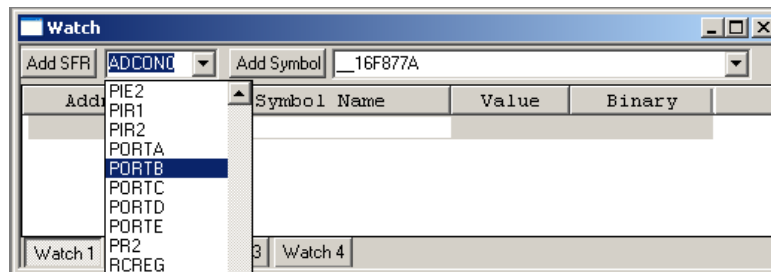 Watch
Add SFR ADCON0 Add Symbol __16F877A
Symbol Name Value Binary
PIE2
PIR1
PIR2
PORTA
PORTB
PORTC
PORTD
PORTE
PR2
RCREG
Watch 1 3 Watch 4